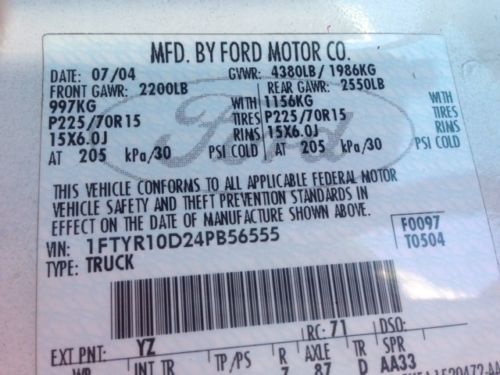 MFD. BY FORD MOTOR CO.
DATE: 07/04 GVWR: 4380LB/ 1986KG
FRONT GAWR: 2200LB REAR GAWR: 2550LB
997KG WITH 1156KG WITH
P225/70R15 TIRES P225/70R15 TIRES
15X6.0J RIMS 15X6.0J RIMS
AT 205 kPa/30 PSI COLD AT 205 kPa/30 PSI COLD
Ford
THIS VEHICLE CONFORMS TO ALL APPLICABLE FEDERAL MOTOR
VEHICLE SAFETY AND THEFT PREVENTION STANDARDS IN
EFFECT ON THE DATE OF MANUFACTURE SHOWN ABOVE.
VIN: 1FTYR10D24PB56555 F0097
TYPE: TRUCK T0504
EXT PNT: YZ RC: 71 DSO:
WB INT TR TP/PS R AXLE TR SPR
7 87 D AA33